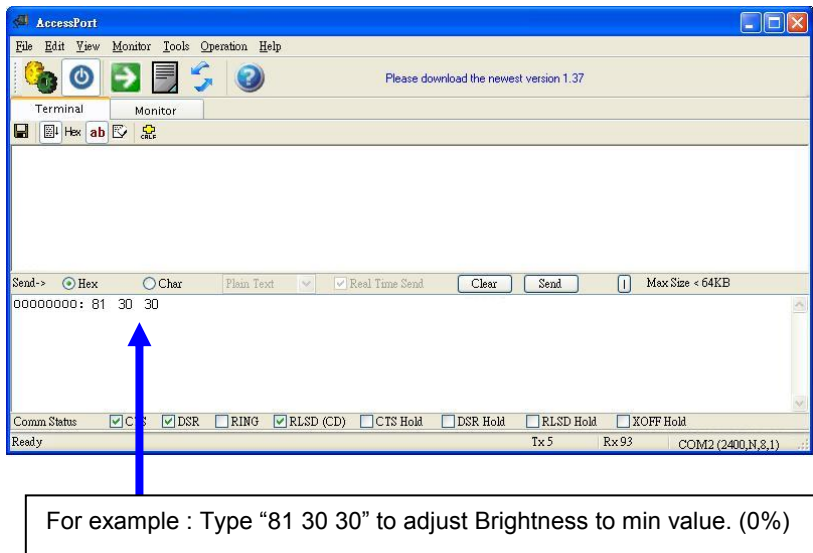 AccessPort
File Edit View Monitor Tools Operation Help
Please download the newest version 1.37
Terminal Monitor
Hex ab CRLF
Send-> Hex Char Plain Text Real Time Send Clear Send Max Size < 64KB
00000000: 81 30 30
Comm Status CTS DSR RING RLSD (CD) CTS Hold DSR Hold RLSD Hold XOFF Hold
Ready Tx 5 Rx 93 COM2 (2400,N,8,1)
For example : Type “81 30 30” to adjust Brightness to min value. (0%)